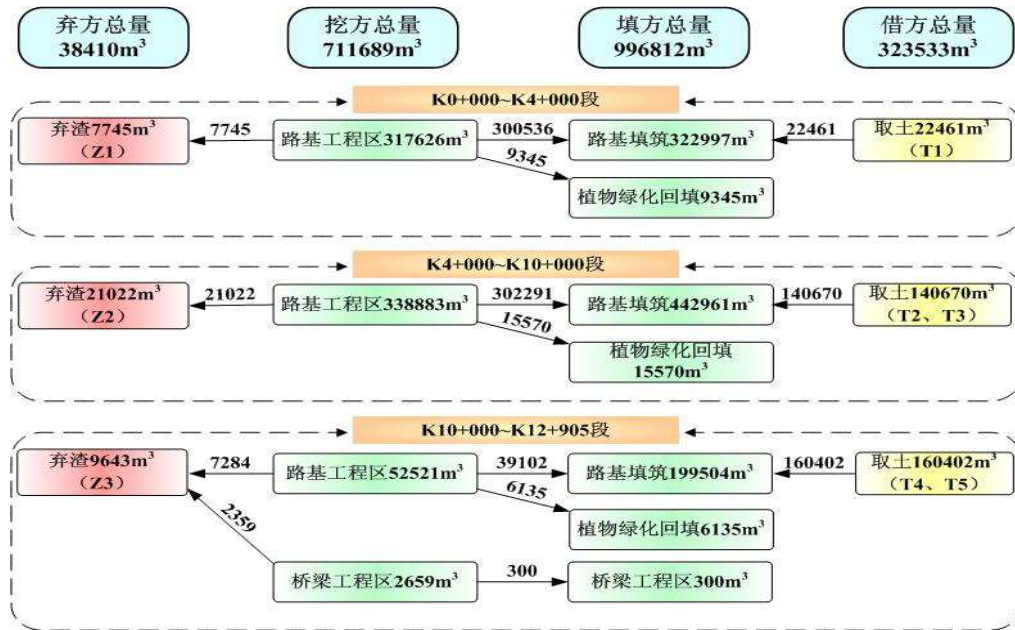 弃方总量
38410m³
挖方总量
711689m³
填方总量
996812m³
借方总量
323533m³
K0+000~K4+000段
弃渣7745m³
（Z1）
7745
路基工程区317626m³
300536
9345
路基填筑322997m³
22461
取土22461m³
（T1）
植物绿化回填9345m³
K4+000~K10+000段
弃渣21022m³
（Z2）
21022
路基工程区338883m³
302291
15570
路基填筑442961m³
140670
取土140670m³
（T2、T3）
植物绿化回填
15570m³
K10+000~K12+905段
弃渣9643m³
（Z3）
7284
路基工程区52521m³
39102
6135
路基填筑199504m³
160402
取土160402m³
（T4、T5）
植物绿化回填6135m³
2359
桥梁工程区2659m³
300
桥梁工程区300m³